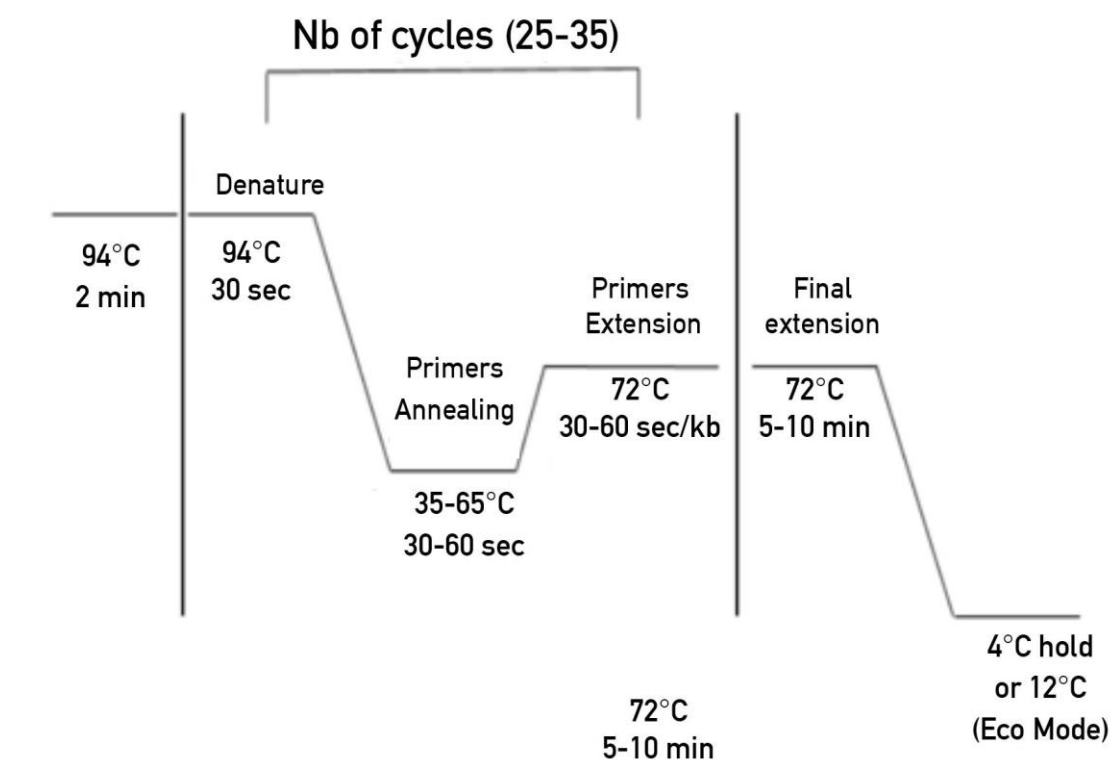 Nb of cycles (25-35)
Denature
94°C
2 min
94°C
30 sec
Primers
Annealing
35-65°C
30-60 sec
Primers
Extension
72°C
30-60 sec/kb
Final
extension
72°C
5-10 min
4°C hold
or 12°C
(Eco Mode)
72°C
5-10 min